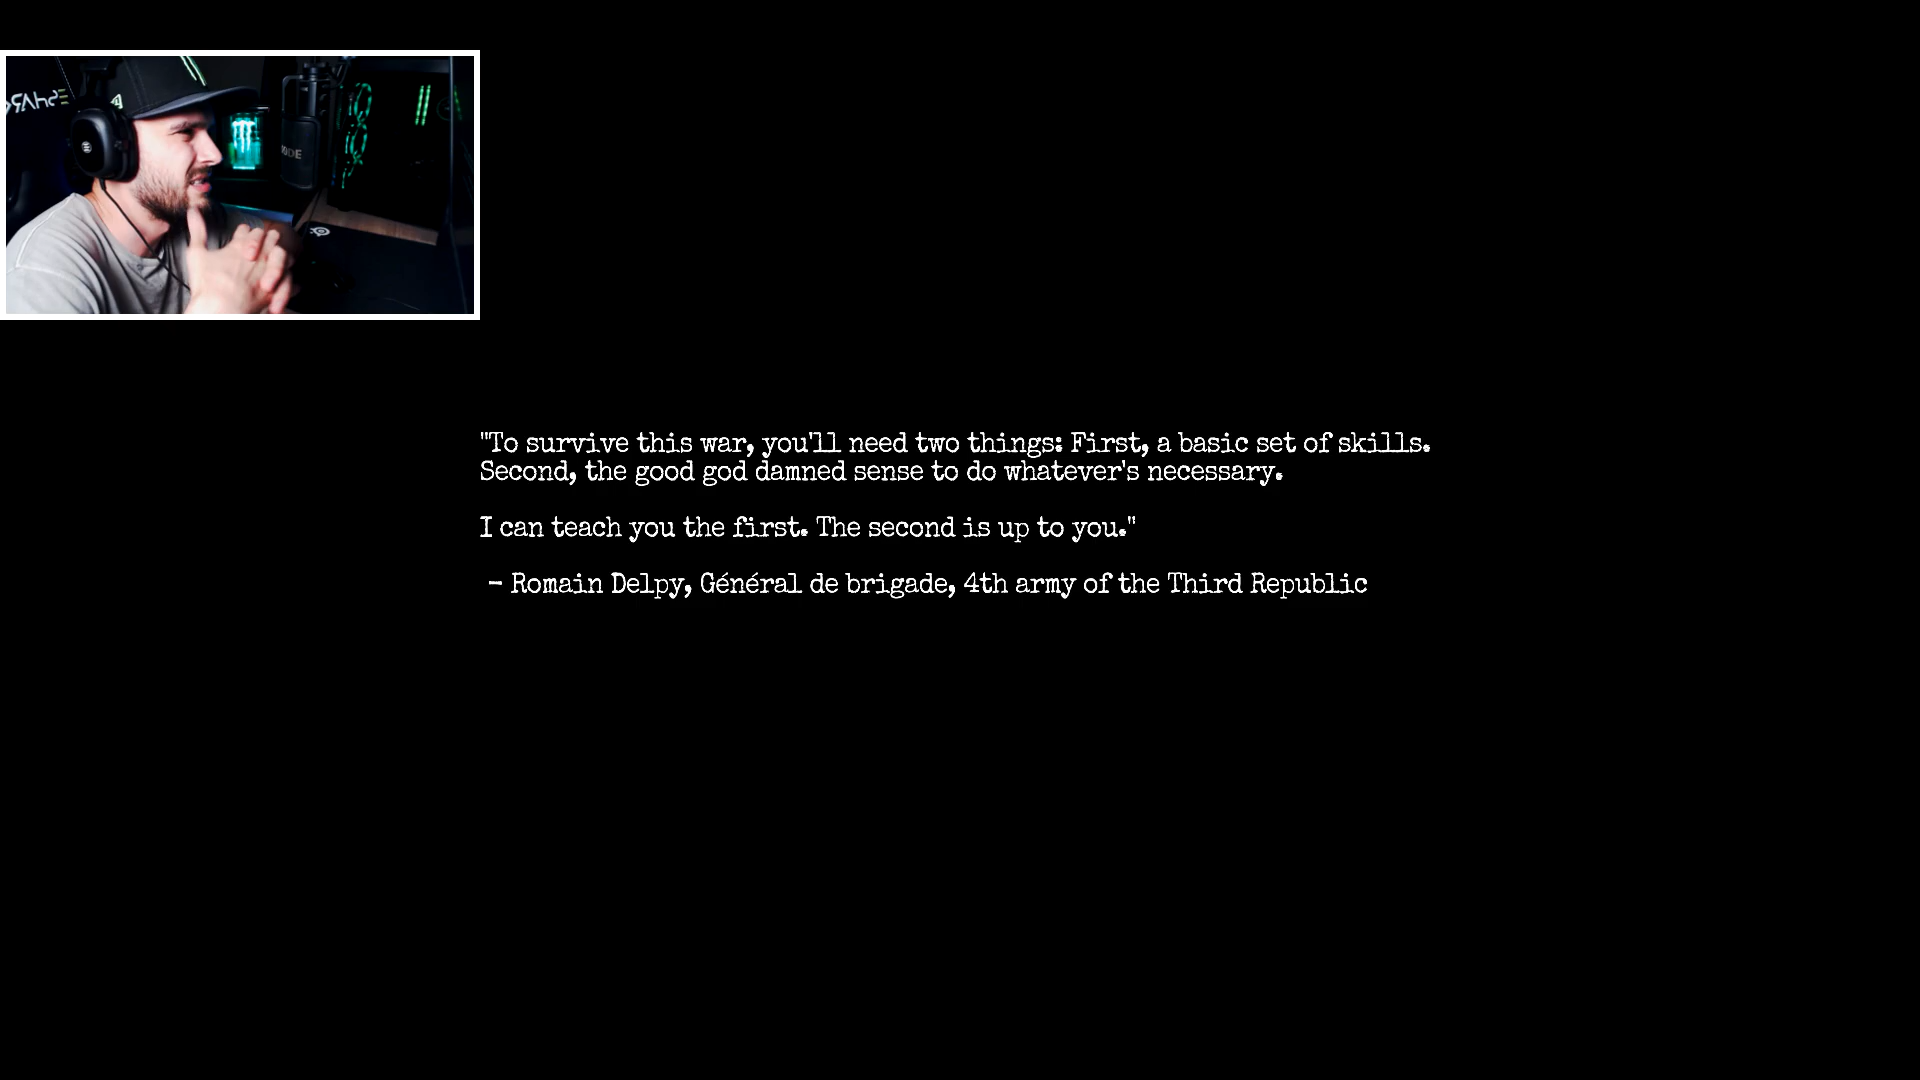 "To survive this war, you'll need two things: First, a basic set of skills.
Second, the good god damned sense to do whatever's necessary.
I can teach you the first. The second is up to you."
- Romain Delpy, Général de brigade, 4th army of the Third Republic